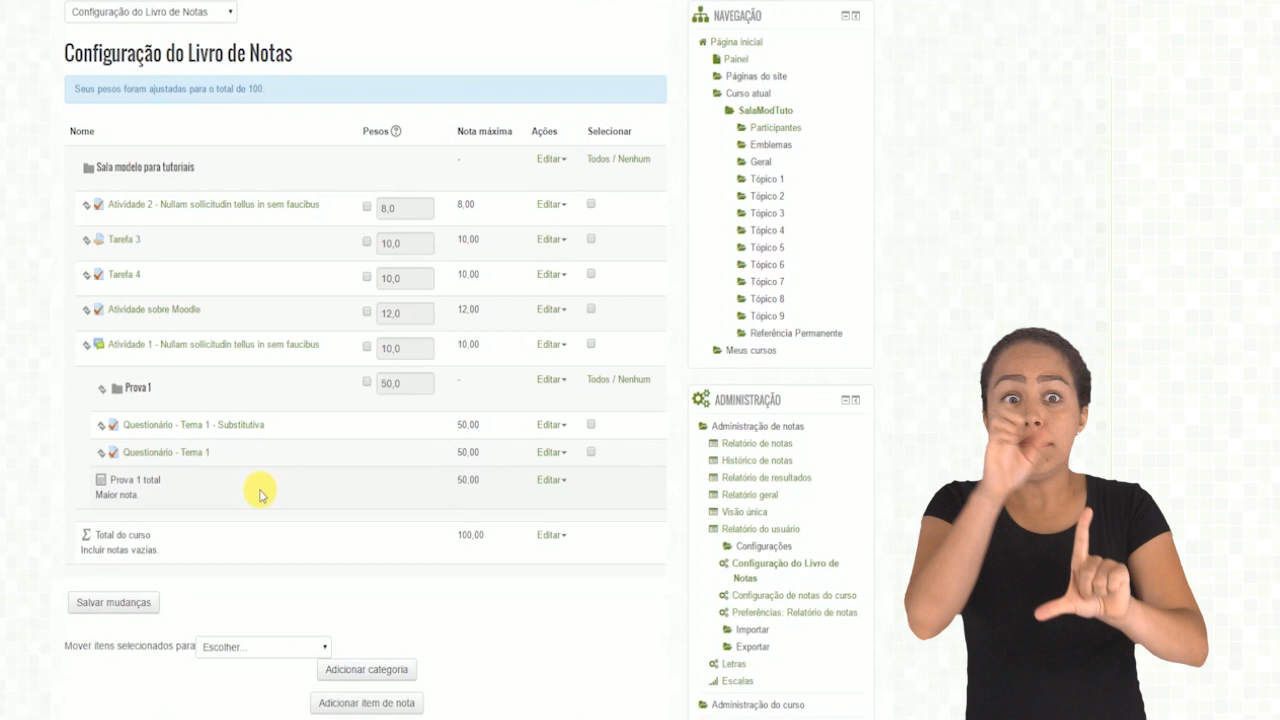 Configuração do Livro de Notas
Configuração do Livro de Notas
Seus pesos foram ajustadas para o total de 100.
Nome Pesos Nota máxima Ações Selecionar
Sala modelo para tutoriais - Editar Todos / Nenhum
Atividade 2 - Nullam sollicitudin tellus in sem faucibus 8,0 8,00 Editar
Tarefa 3 10,0 10,00 Editar
Tarefa 4 10,0 10,00 Editar
Atividade sobre Moodle 12,0 12,00 Editar
Atividade 1 - Nullam sollicitudin tellus in sem faucibus 10,0 10,00 Editar
Prova 1 50,0 - Editar Todos / Nenhum
Questionário - Tema 1 - Substitutiva 50,00 Editar
Questionário - Tema 1 50,00 Editar
Prova 1 total 50,00 Editar
Maior nota.
Total do curso 100,00 Editar
Incluir notas vazias.
Salvar mudanças
Mover itens selecionados para Escolher...
Adicionar categoria
Adicionar item de nota
NAVEGAÇÃO
Página inicial
Painel
Páginas do site
Curso atual
SalaModTuto
Participantes
Emblemas
Geral
Tópico 1
Tópico 2
Tópico 3
Tópico 4
Tópico 5
Tópico 6
Tópico 7
Tópico 8
Tópico 9
Referência Permanente
Meus cursos
ADMINISTRAÇÃO
Administração de notas
Relatório de notas
Histórico de notas
Relatório de resultados
Relatório geral
Visão única
Relatório do usuário
Configurações
Configuração do Livro de
Notas
Configuração de notas do curso
Preferências: Relatório de notas
Importar
Exportar
Letras
Escalas
Administração do curso